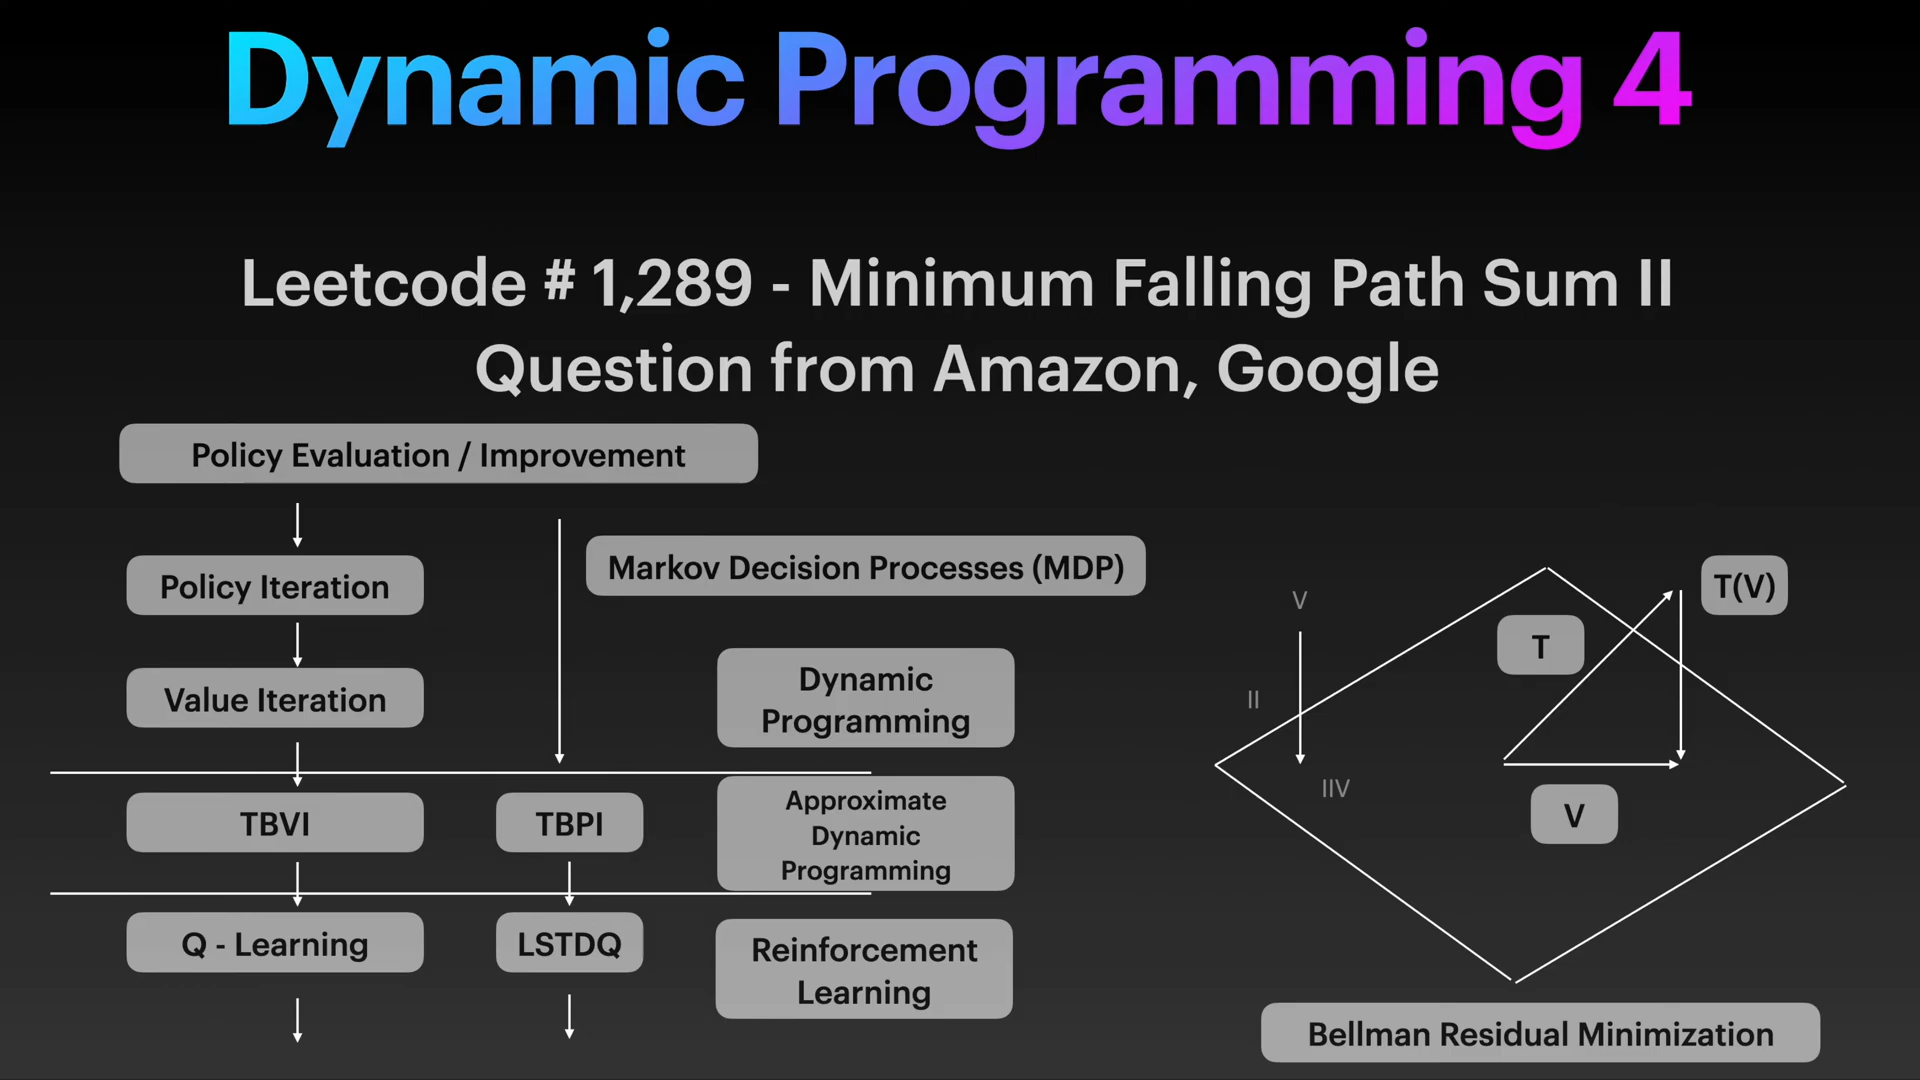 Dynamic Programming 4
Leetcode # 1,289 - Minimum Falling Path Sum II
Question from Amazon, Google
Policy Evaluation / Improvement
Policy Iteration
Value Iteration
TBVI
Q - Learning
TBPI
LSTDQ
Markov Decision Processes (MDP)
Dynamic
Programming
Approximate
Dynamic
Programming
Reinforcement
Learning
V
II
IIV
T
T(V)
V
Bellman Residual Minimization